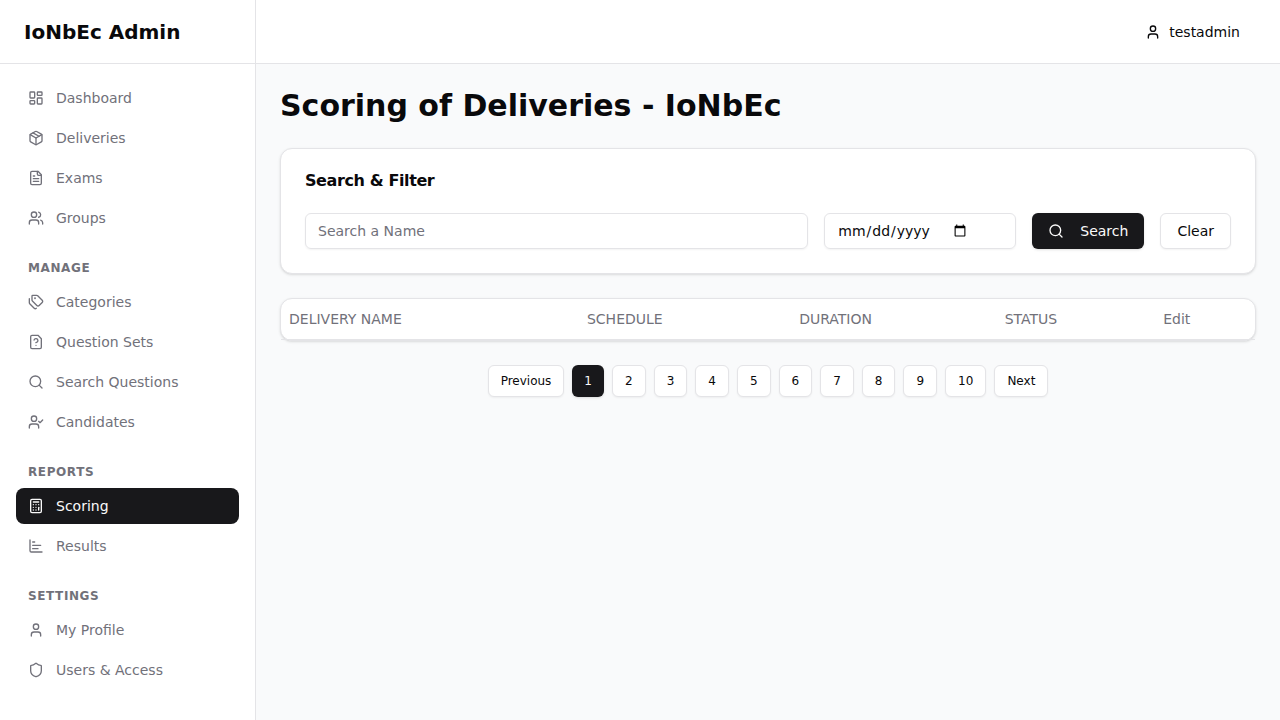 IoNbEc Admin
testadmin
Dashboard
Deliveries
Exams
Groups
MANAGE
Categories
Question Sets
Search Questions
Candidates
REPORTS
Scoring
Results
SETTINGS
My Profile
Users & Access
Scoring of Deliveries - IoNbEc
Search & Filter
Search a Name
mm/dd/yyyy
Search
Clear
DELIVERY NAME SCHEDULE DURATION STATUS Edit
Previous 1 2 3 4 5 6 7 8 9 10 Next